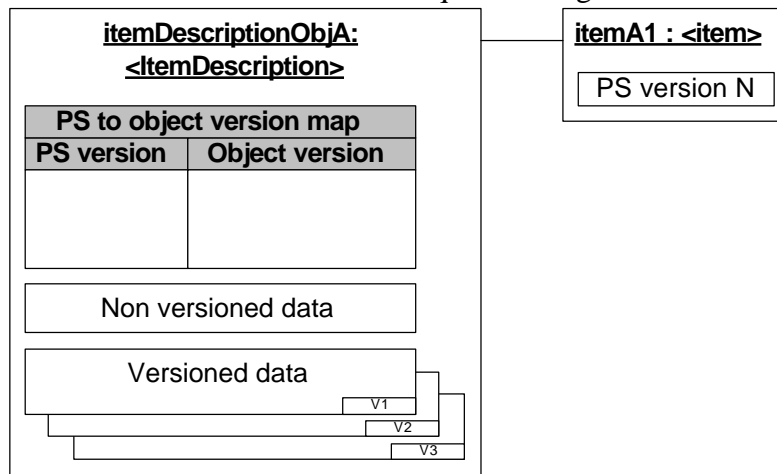 itemDescriptionObjA:
<ItemDescription>
itemA1 : <item>
PS version N
PS to object version map
PS version Object version
Non versioned data
Versioned data
V1
V2
V3